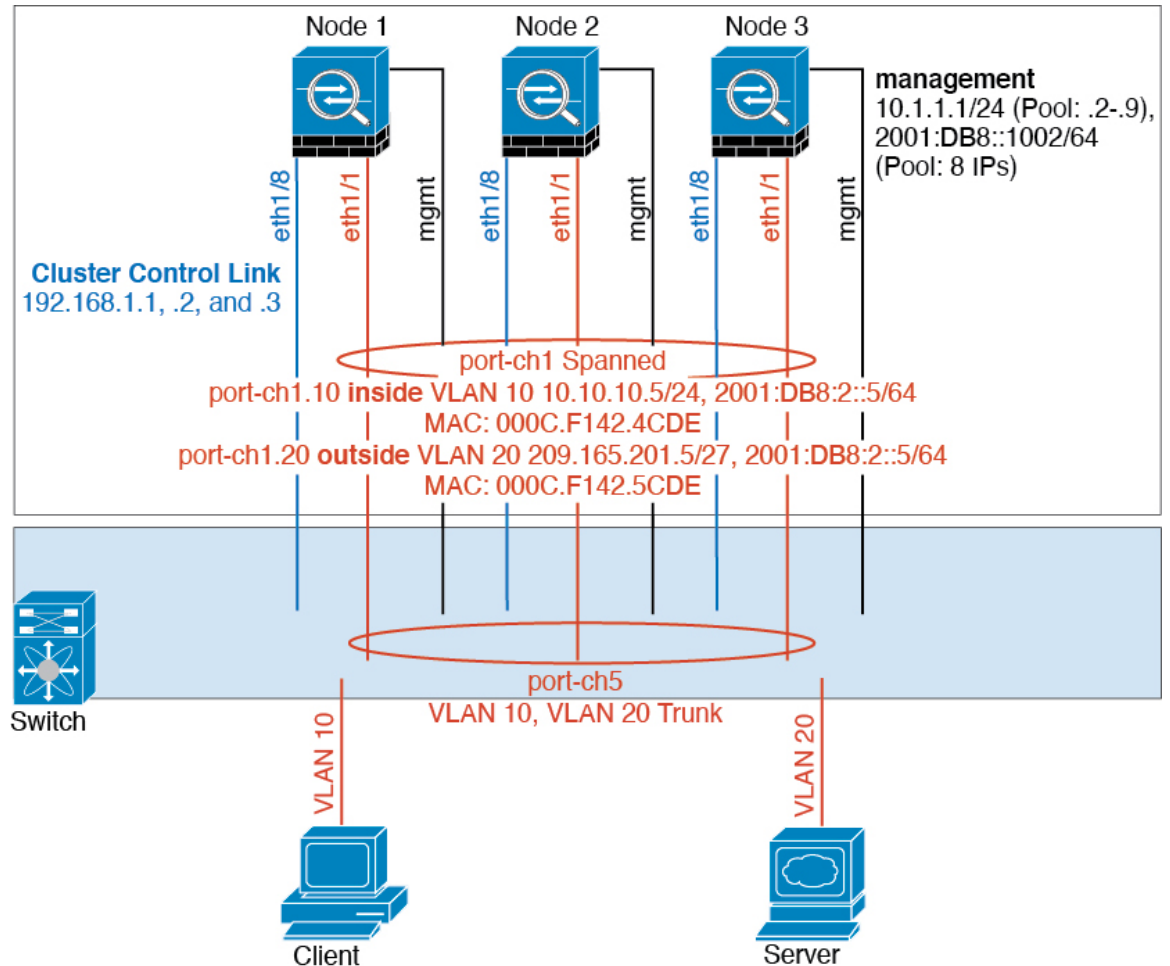 Node 1
Node 2
Node 3
management
10.1.1.1/24 (Pool: .2-.9),
2001:DB8::1002/64
(Pool: 8 IPs)
eth1/8
eth1/1
mgmt
eth1/8
eth1/1
mgmt
eth1/8
eth1/1
mgmt
Cluster Control Link
192.168.1.1, .2, and .3
port-ch1 Spanned
port-ch1.10 inside VLAN 10 10.10.10.5/24, 2001:DB8:2::5/64
MAC: 000C.F142.4CDE
port-ch1.20 outside VLAN 20 209.165.201.5/27, 2001:DB8:2::5/64
MAC: 000C.F142.5CDE
port-ch5
VLAN 10, VLAN 20 Trunk
Switch
VLAN 10
VLAN 20
Client
Server